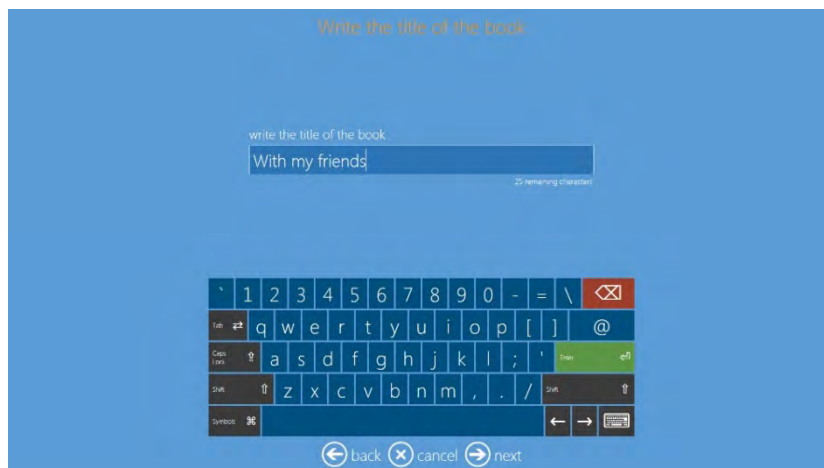 Write the title of the book
write the title of the book
With my friends
25 remaining characters
` 1 2 3 4 5 6 7 8 9 0 - = \
Tab q w e r t y u i o p [ ] @
Caps Lock a s d f g h j k l ; '
Shift z x c v b n m , . / Shift
Symbols
back cancel next